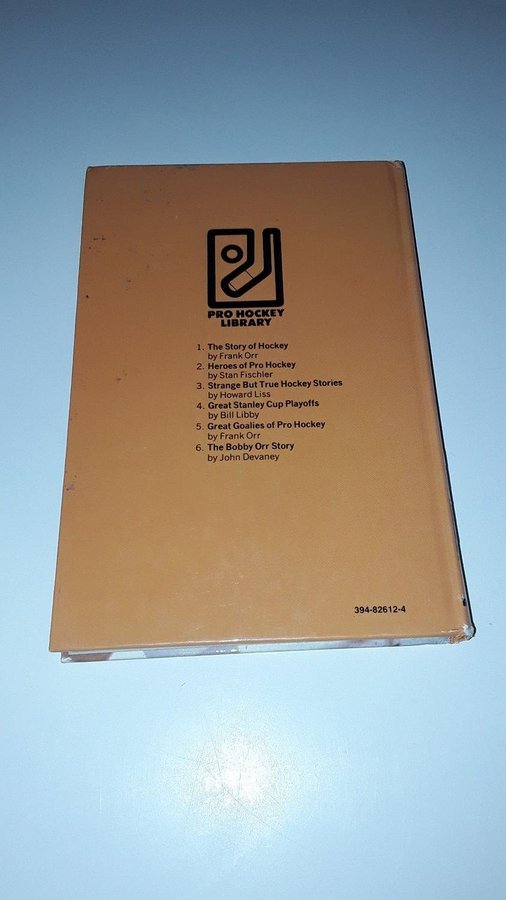 PRO HOCKEY
LIBRARY
1. The Story of Hockey
by Frank Orr
2. Heroes of Pro Hockey
by Stan Fischler
3. Strange But True Hockey Stories
by Howard Liss
4. Great Stanley Cup Playoffs
by Bill Libby
5. Great Goalies of Pro Hockey
by Frank Orr
6. The Bobby Orr Story
by John Devaney
394-82612-4